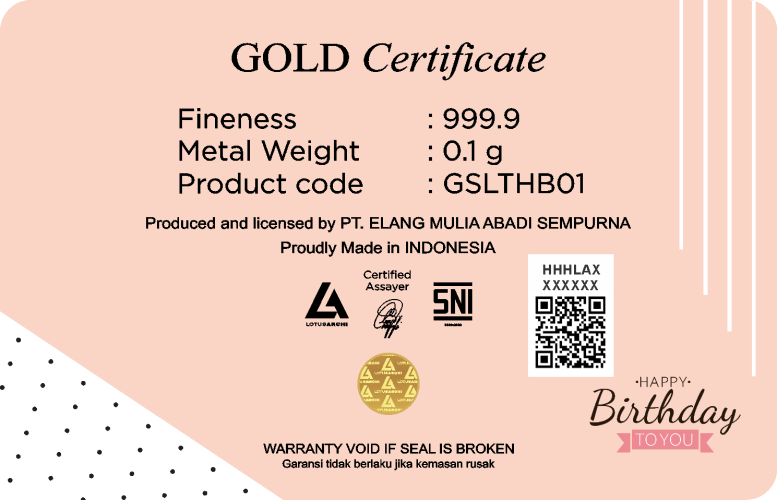 GOLD Certificate
Fineness : 999.9
Metal Weight : 0.1 g
Product code : GSLTHB01
Produced and licensed by PT. ELANG MULIA ABADI SEMPURNA
Proudly Made in INDONESIA
Certified
Assayer
LOTUSARCHI
SNI
HHHLAX
XXXXXX
·HAPPY·
Birthday
TO YOU
WARRANTY VOID IF SEAL IS BROKEN
Garansi tidak berlaku jika kemasan rusak